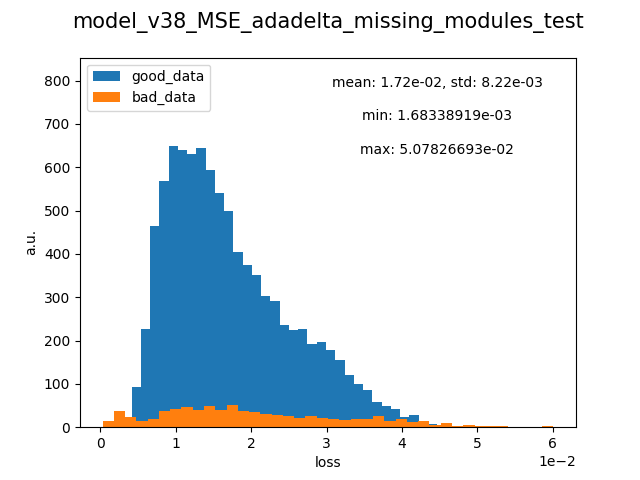 model_v38_MSE_adadelta_missing_modules_test
good_data
bad_data
mean: 1.72e-02, std: 8.22e-03
min: 1.68338919e-03
max: 5.07826693e-02
a.u.
800
700
600
500
400
300
200
100
0
0 1 2 3 4 5 6
1e−2
loss